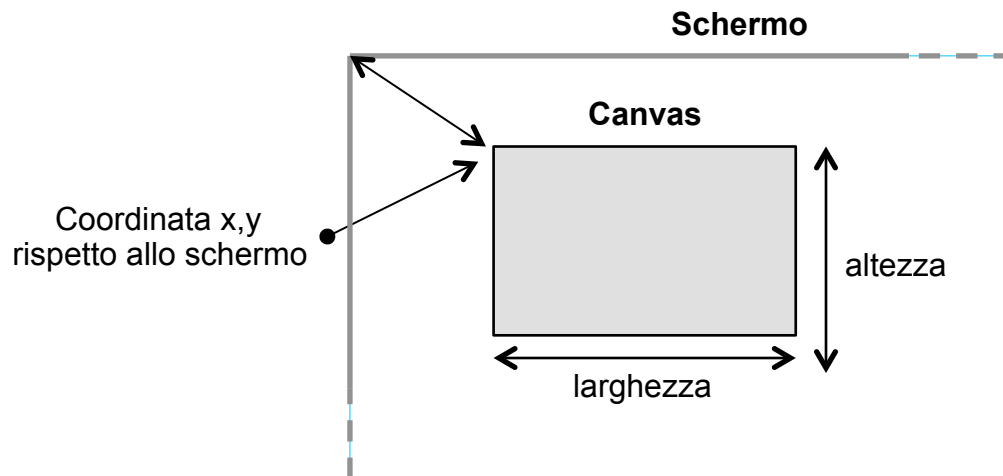 Schermo
Canvas
Coordinata x,y
rispetto allo schermo
altezza
larghezza